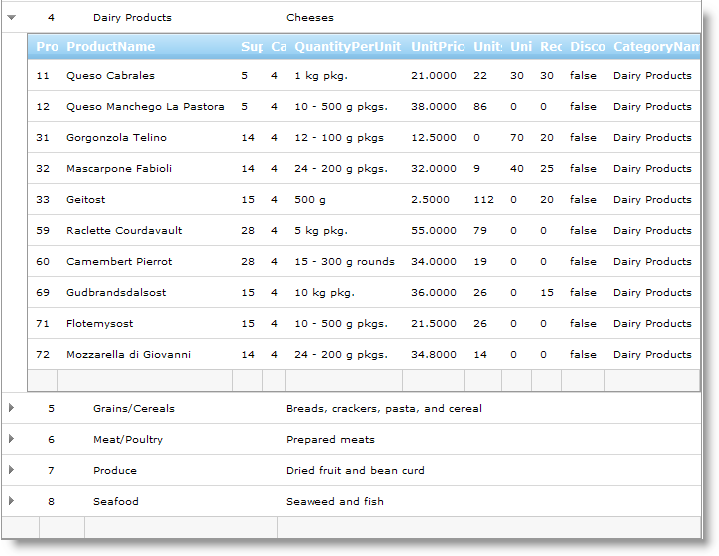 4 Dairy Products Cheeses
Pro ProductName Sup Ca QuantityPerUnit UnitPric Units Uni Reo Disco CategoryNam
11 Queso Cabrales 5 4 1 kg pkg. 21.0000 22 30 30 false Dairy Products
12 Queso Manchego La Pastora 5 4 10 - 500 g pkgs. 38.0000 86 0 0 false Dairy Products
31 Gorgonzola Telino 14 4 12 - 100 g pkgs 12.5000 0 70 20 false Dairy Products
32 Mascarpone Fabioli 14 4 24 - 200 g pkgs. 32.0000 9 40 25 false Dairy Products
33 Geitost 15 4 500 g 2.5000 112 0 20 false Dairy Products
59 Raclette Courdavault 28 4 5 kg pkg. 55.0000 79 0 0 false Dairy Products
60 Camembert Pierrot 28 4 15 - 300 g rounds 34.0000 19 0 0 false Dairy Products
69 Gudbrandsdalsost 15 4 10 kg pkg. 36.0000 26 0 15 false Dairy Products
71 Flotemysost 15 4 10 - 500 g pkgs. 21.5000 26 0 0 false Dairy Products
72 Mozzarella di Giovanni 14 4 24 - 200 g pkgs. 34.8000 14 0 0 false Dairy Products
5 Grains/Cereals Breads, crackers, pasta, and cereal
6 Meat/Poultry Prepared meats
7 Produce Dried fruit and bean curd
8 Seafood Seaweed and fish